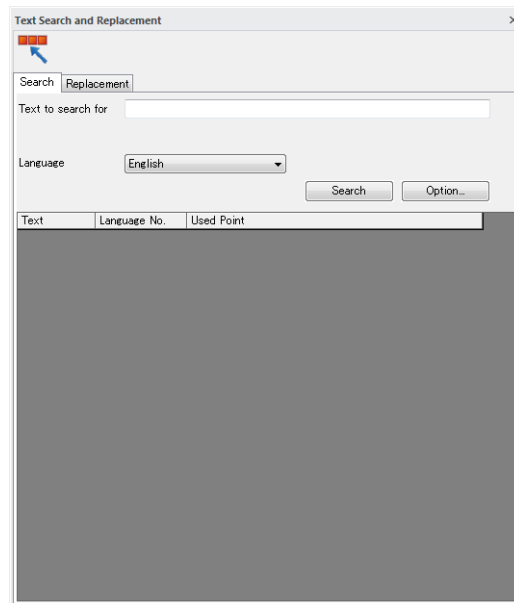 Text Search and Replacement
Search Replacement
Text to search for
Language English
Search Option...
Text Language No. Used Point